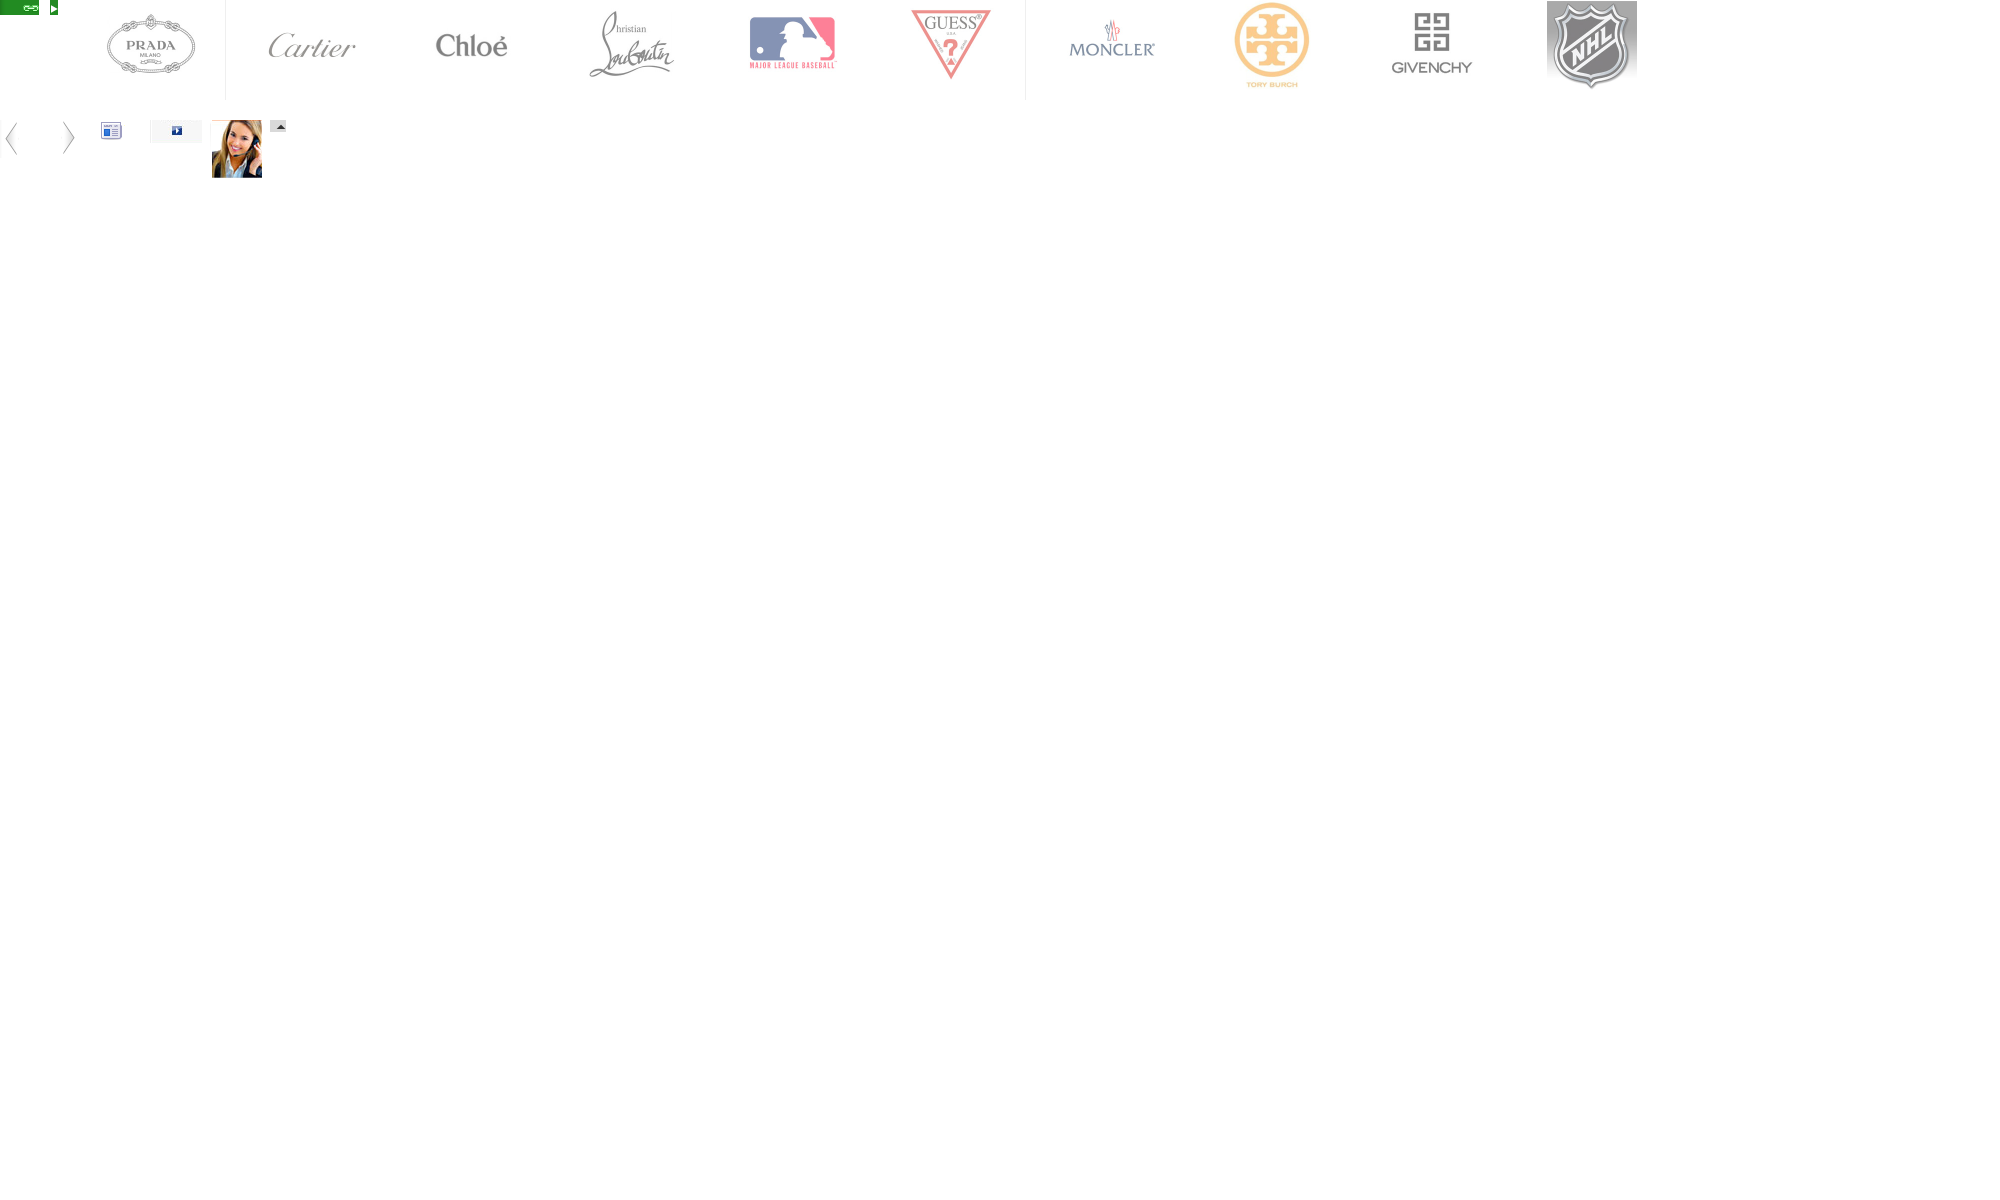 PRADA
MILANO
Cartier
Chloé
Christian
Louboutin
MAJOR LEAGUE BASEBALL
GUESS®
U.S.A.
?
MONCLER
TORY BURCH
GIVENCHY
NHL